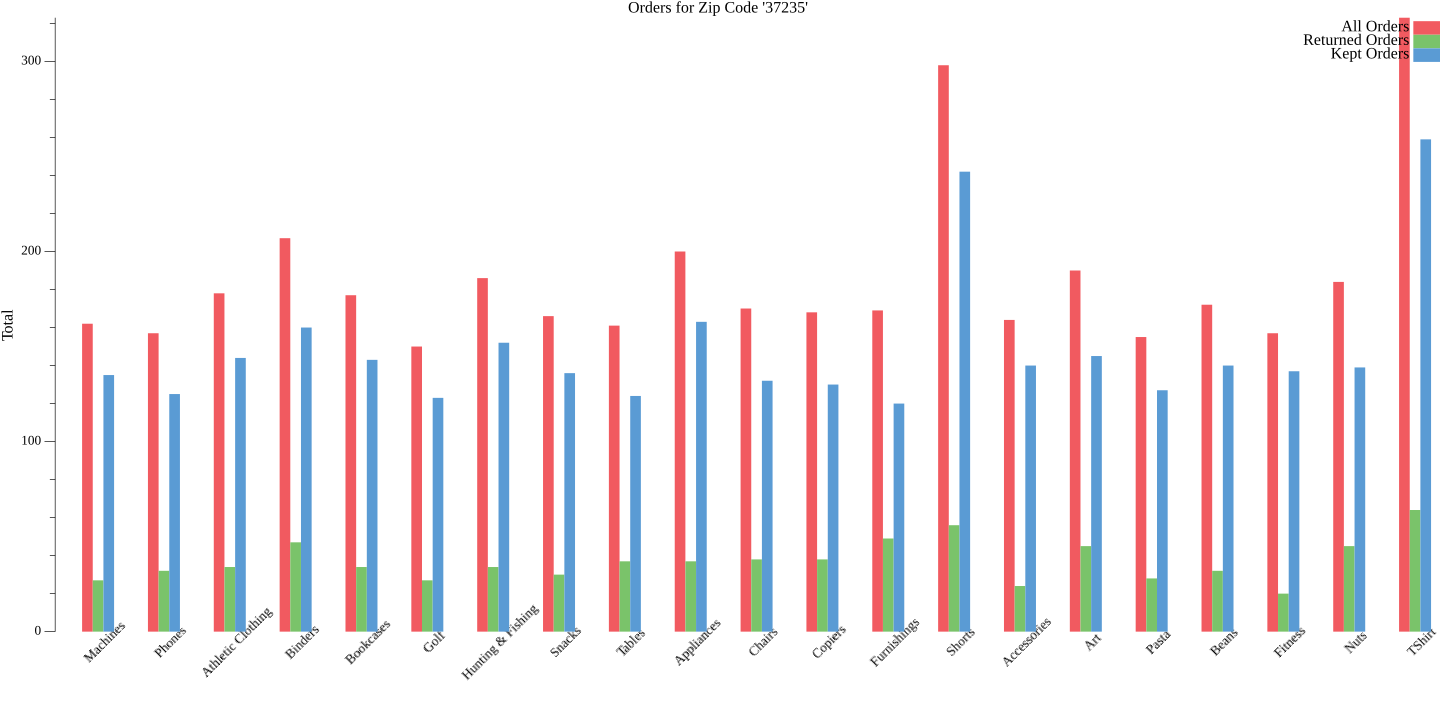 Orders for Zip Code '37235'
All Orders
Returned Orders
Kept Orders
Total
300
200
100
0
Machines
Phones
Athletic Clothing
Binders
Bookcases
Golf
Hunting & Fishing
Snacks
Tables
Appliances
Chairs
Copiers
Furnishings
Shorts
Accessories
Art
Pasta
Beans
Fitness
Nuts
TShirt